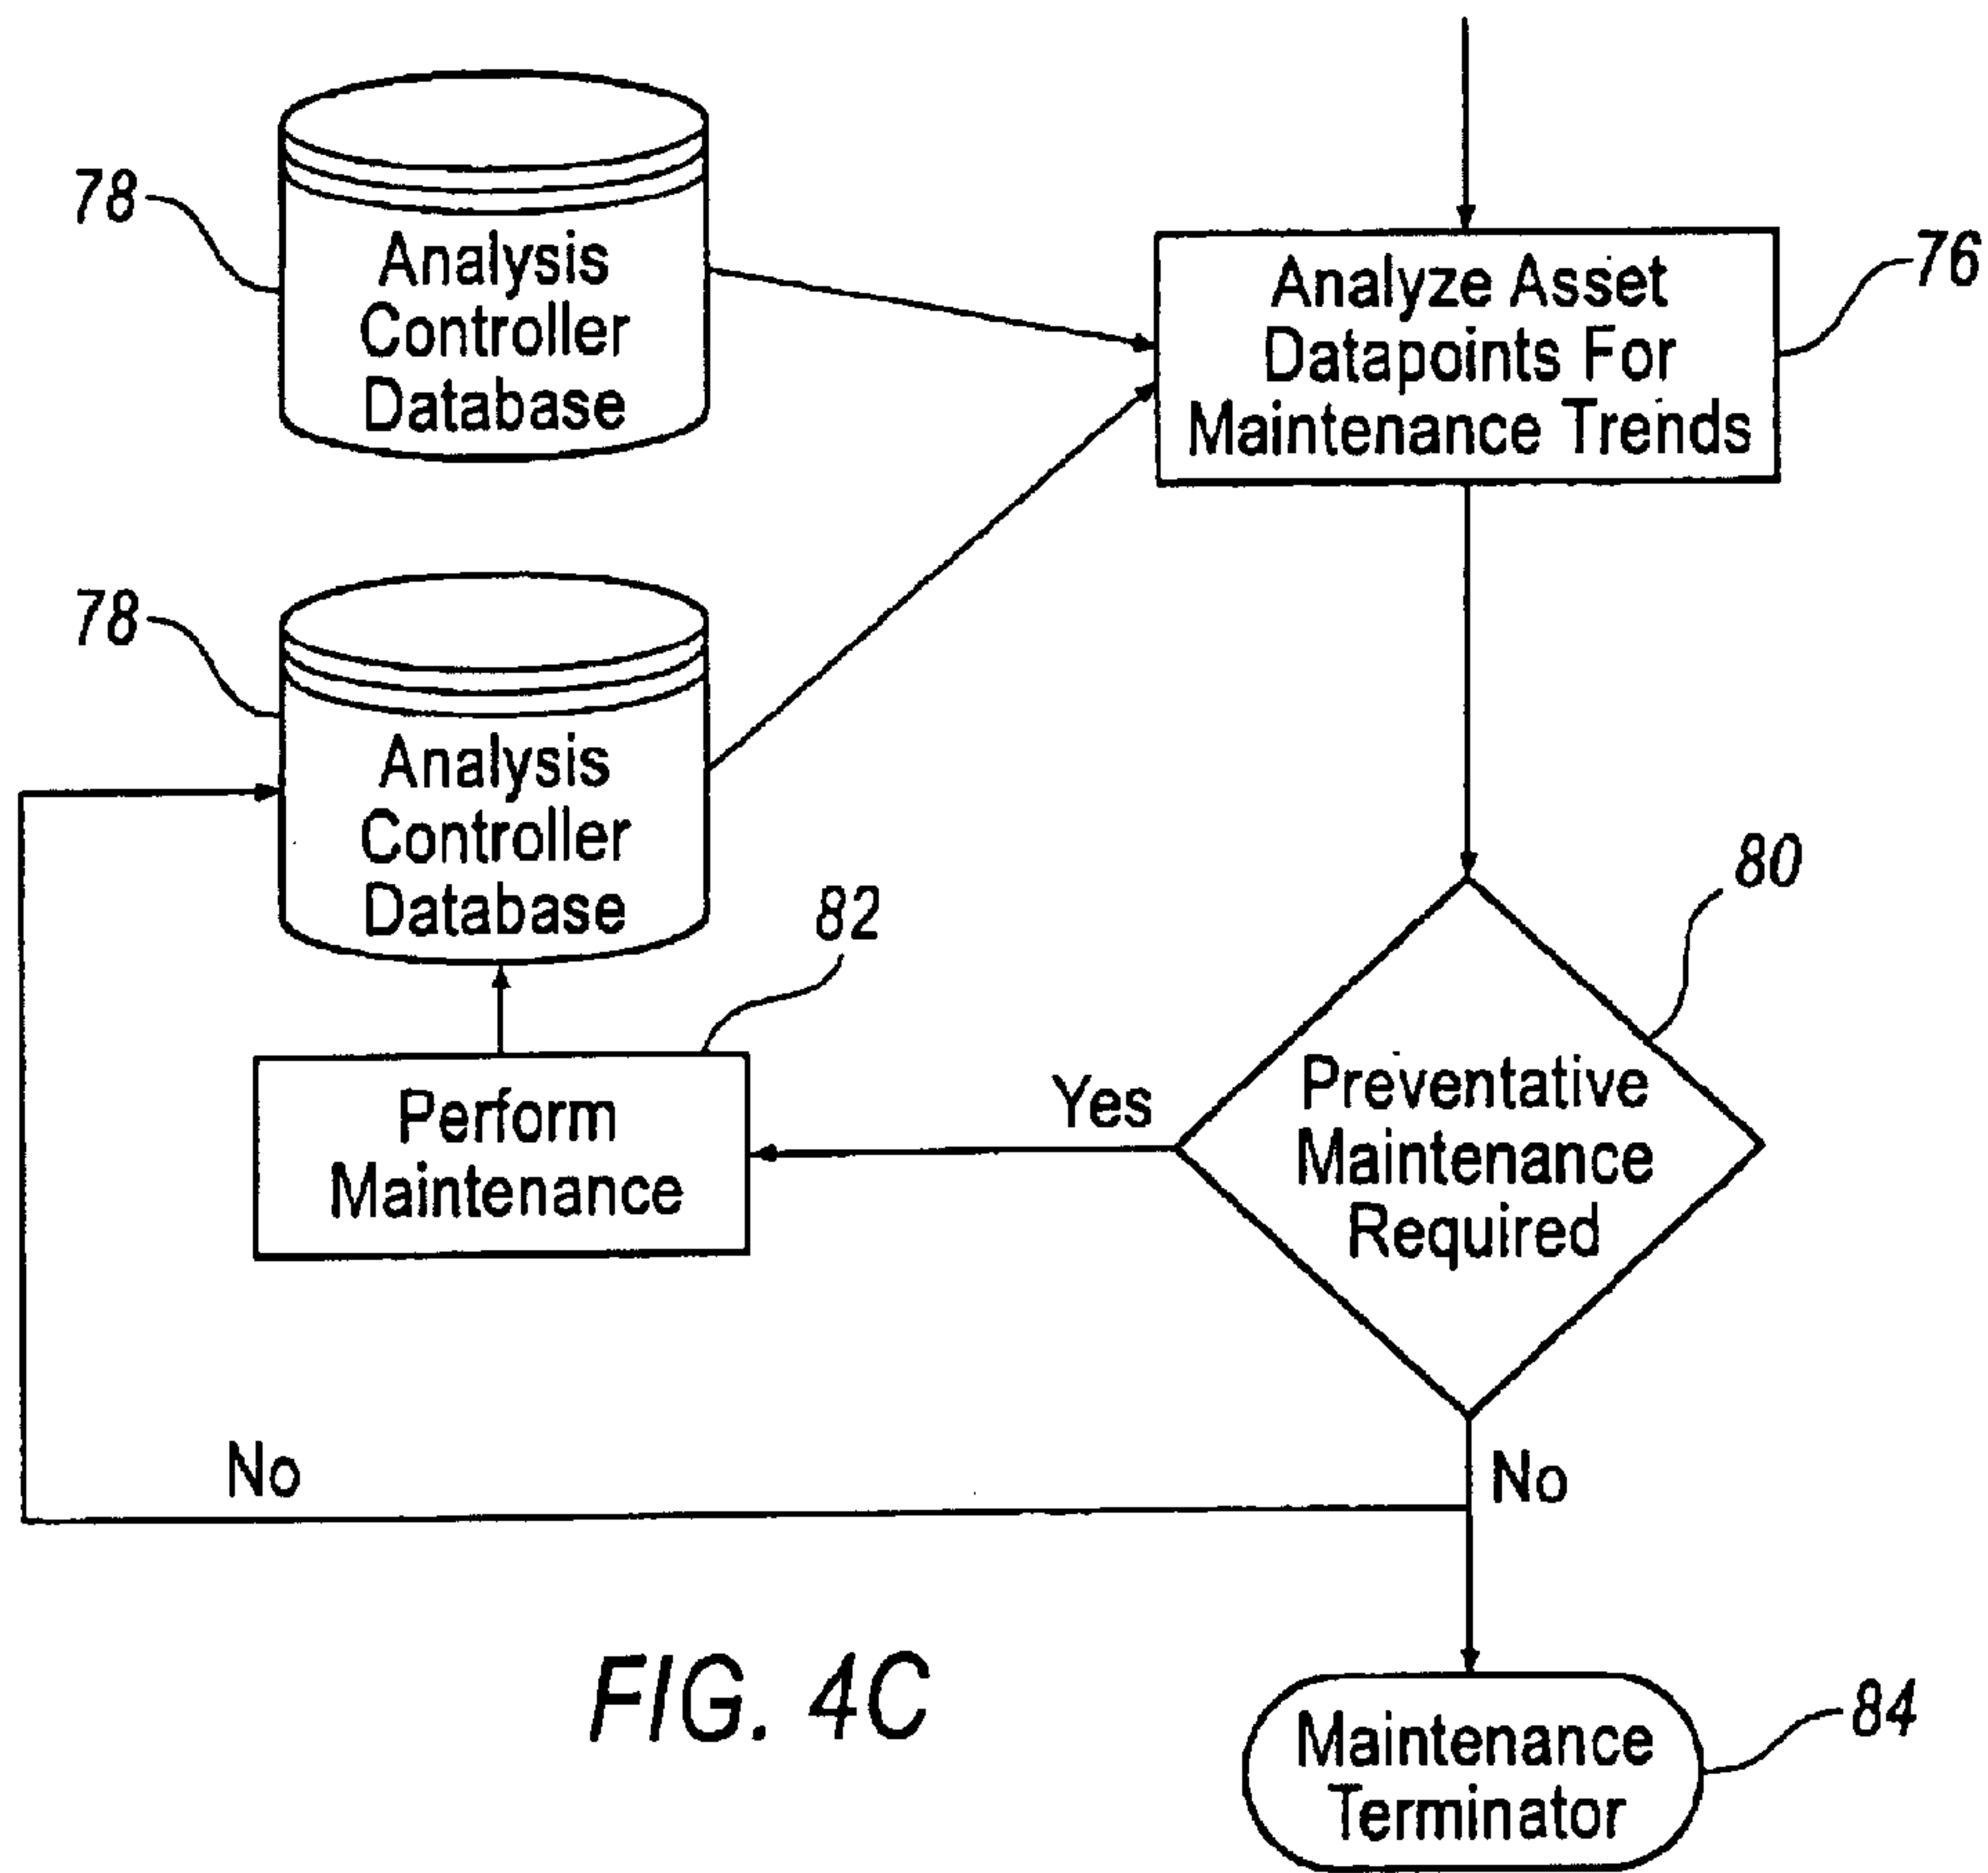 78
Analysis
Controller
Database
Analyze Asset
Datapoints For
Maintenance Trends
76
78
Analysis
Controller
Database
82
80
Perform
Maintenance
Yes
Preventative
Maintenance
Required
No
No
FIG. 4C
Maintenance
Terminator
84